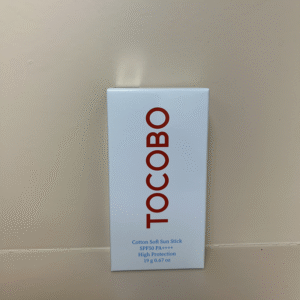 TOCOBO
Cotton Soft Sun Stick
SPF50 PA++++
High Protection
19 g 0.67 oz